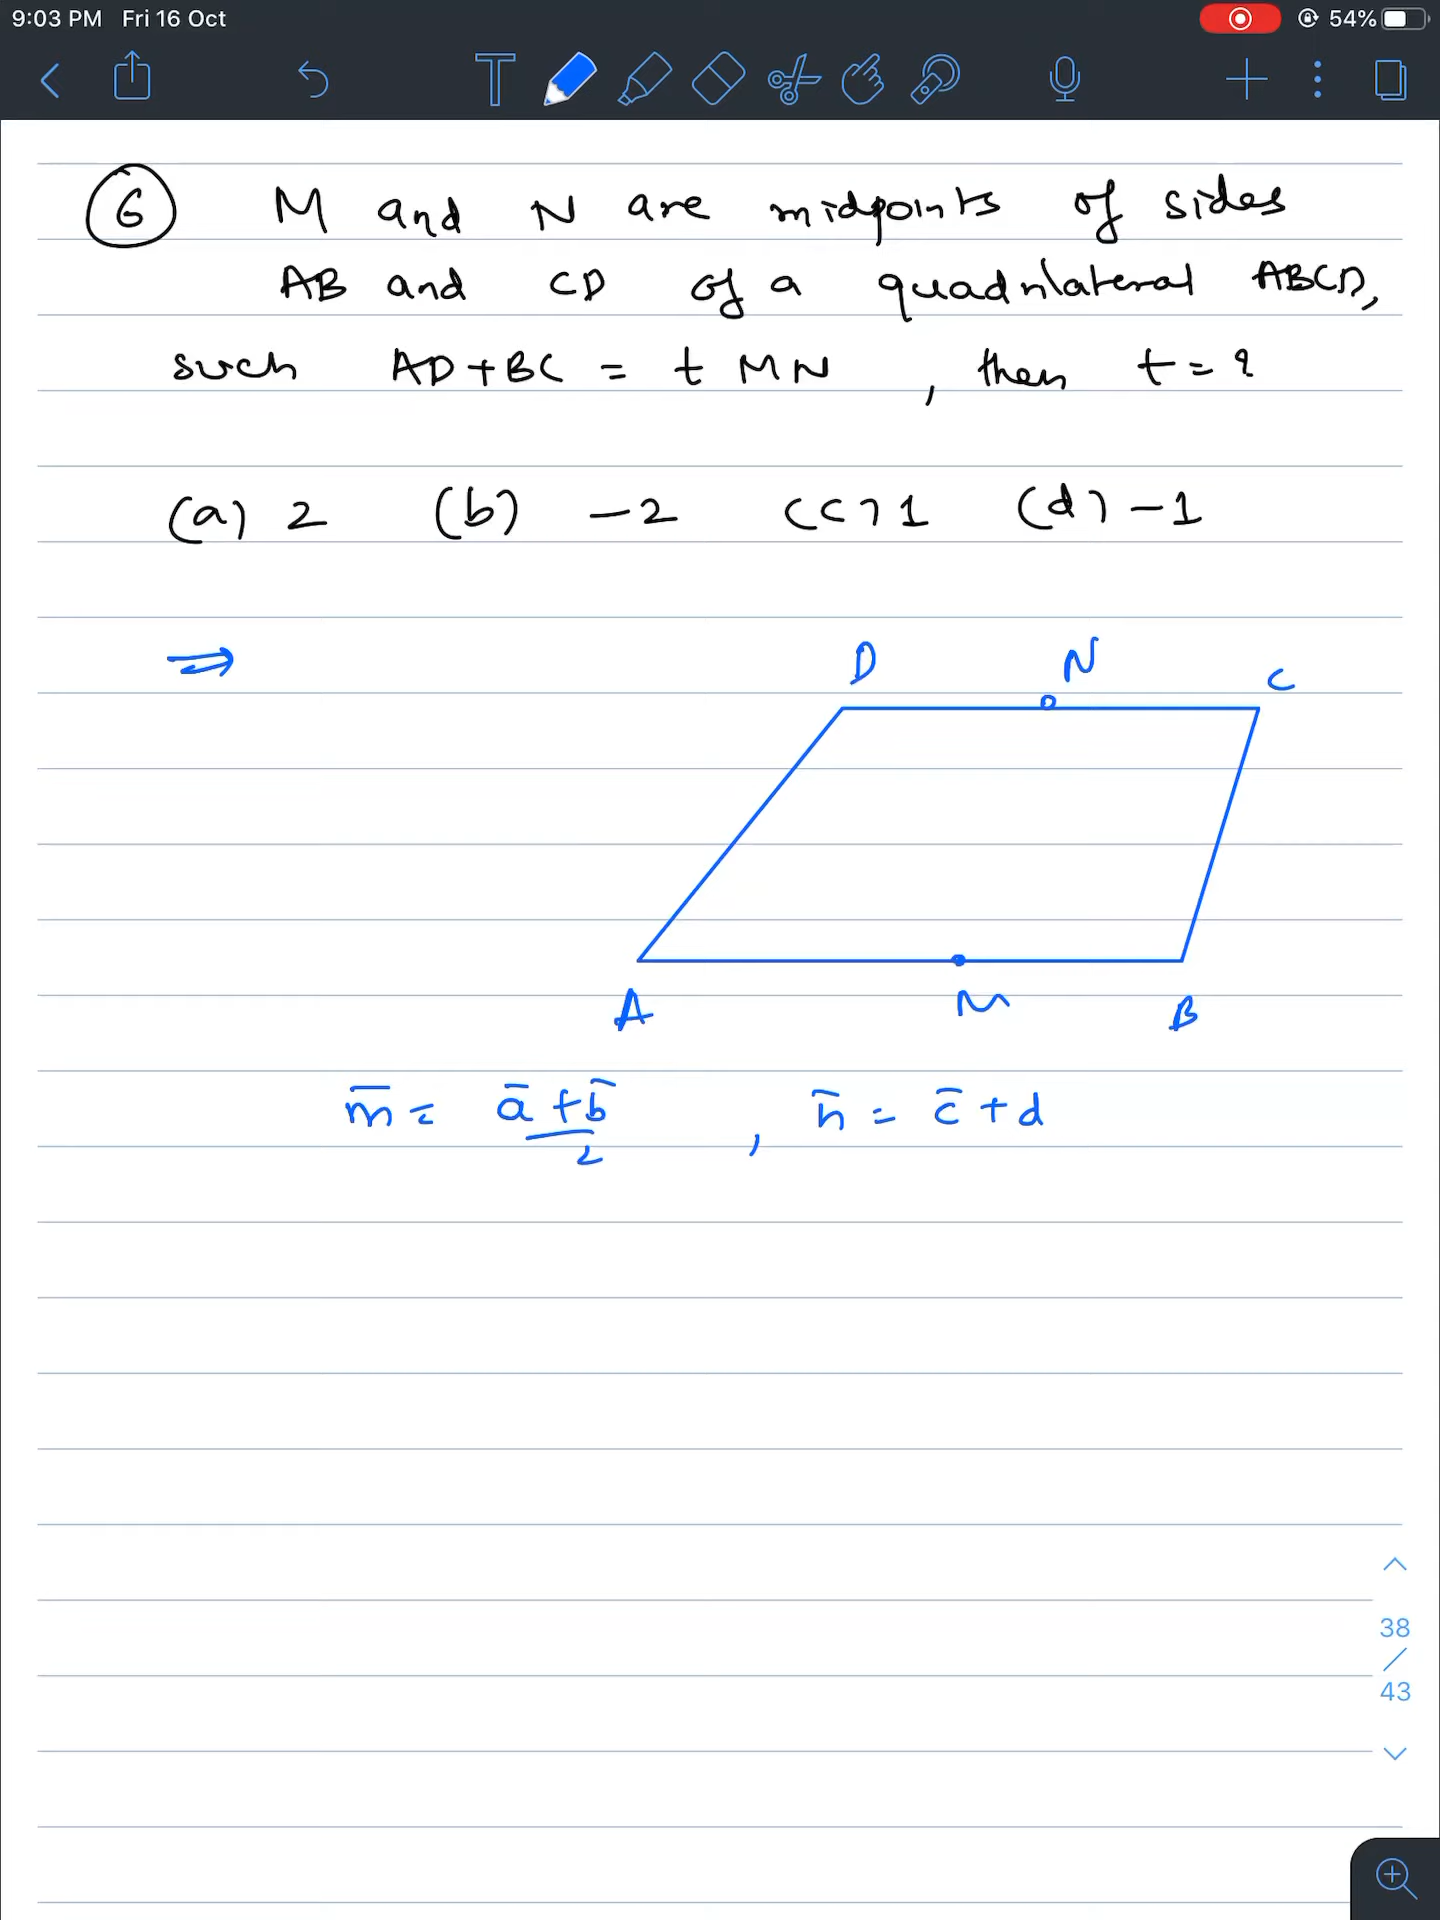 9:03 PM Fri 16 Oct 54%
T
6 M and N are midpoints of sides
AB and CD of a quadrilateral ABCD,
such AD+BC = t MN, then t = ?
(a) 2 (b) -2 (c) 1 (d) -1
⇒
D N C
A M B
m̄ = ā + b̄ / 2 , n̄ = c̄ + d
38
/
43